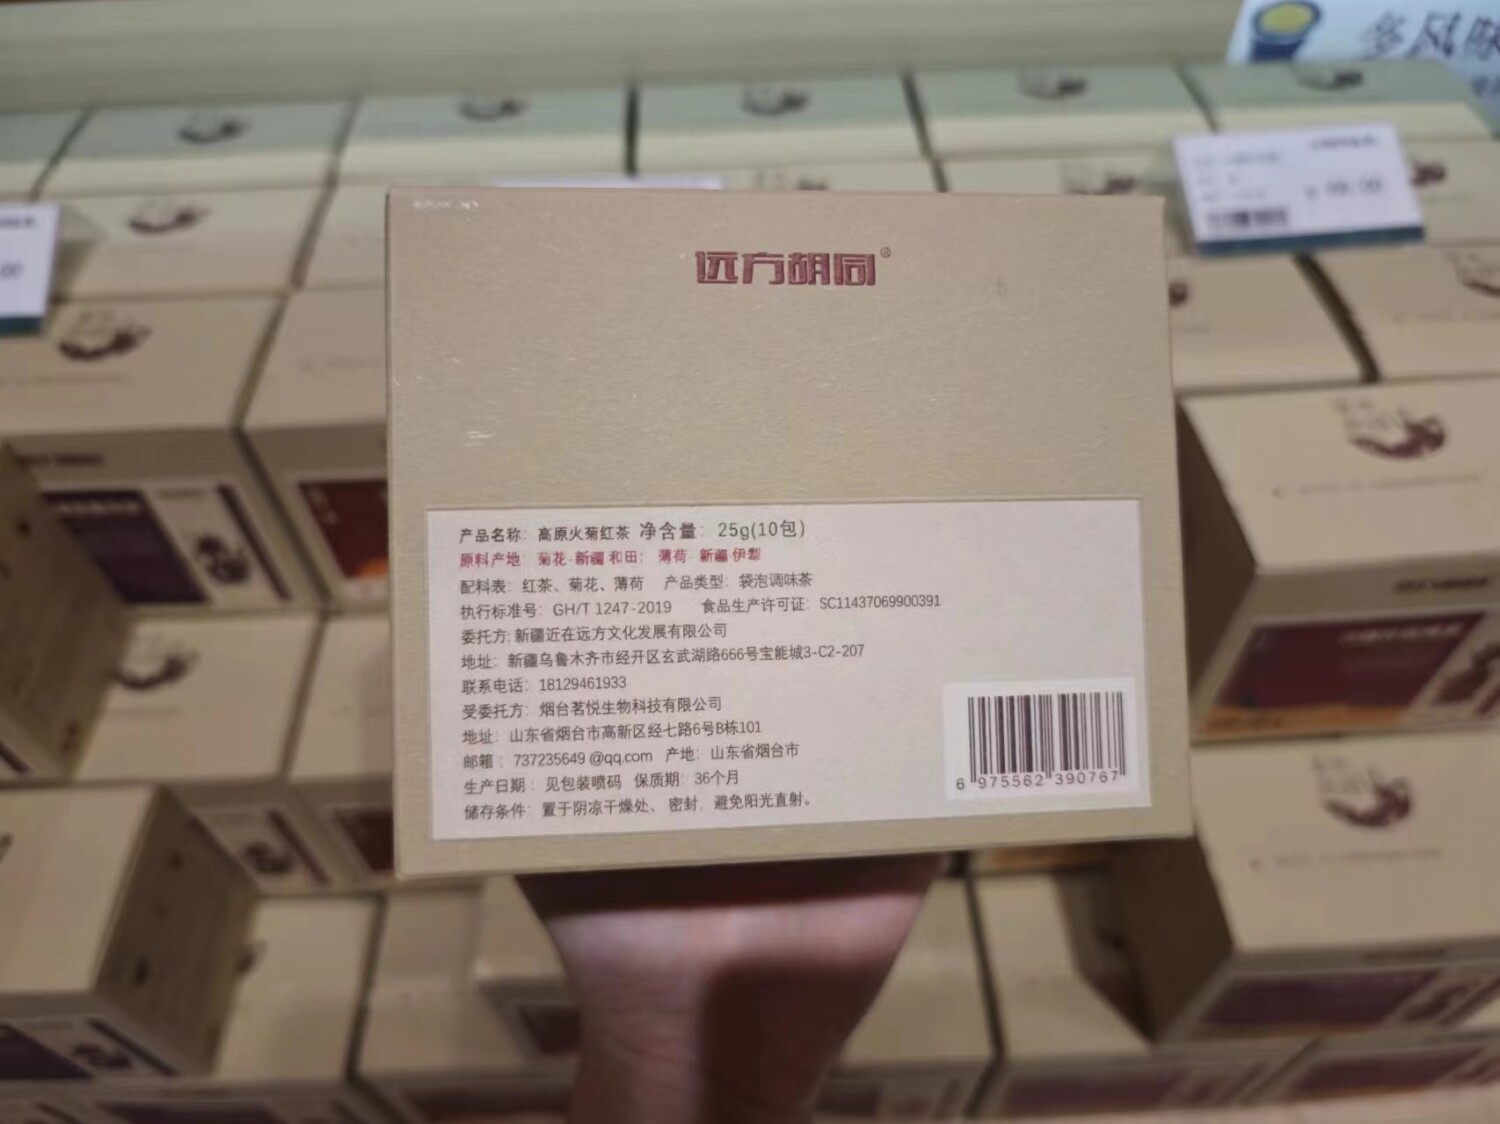 多风味
远方胡同®
产品名称：高原火菊红茶 净含量：25g(10包)
原料产地：菊花-新疆 和田；薄荷-新疆 伊犁
配料表：红茶、菊花、薄荷 产品类型：袋泡调味茶
执行标准号：GH/T 1247-2019 食品生产许可证：SC11437069900391
委托方:新疆近在远方文化发展有限公司
地址：新疆乌鲁木齐市经开区玄武湖路666号宝能城3-C2-207
联系电话：18129461933
受委托方：烟台茗悦生物科技有限公司
地址：山东省烟台市高新区经七路6号B栋101
邮箱：737235649 @qq.com 产地：山东省烟台市
生产日期：见包装喷码 保质期：36个月
储存条件：置于阴凉干燥处、密封，避免阳光直射。
6 975562 390767